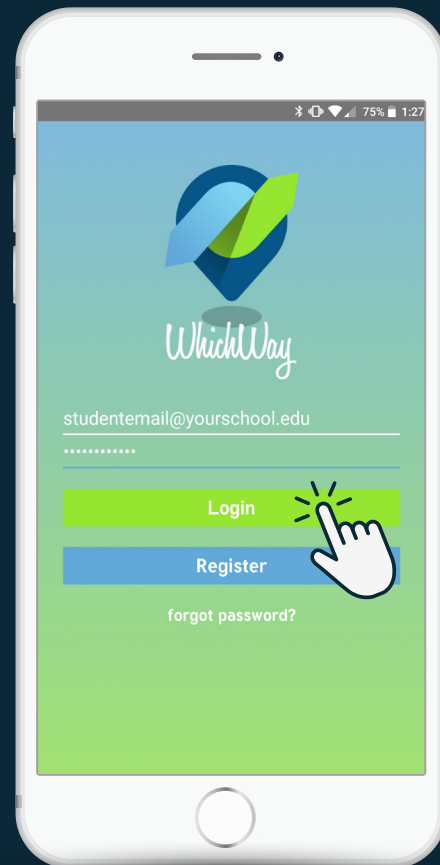 75% 1:27
WhichWay
studentemail@yourschool.edu
••••••••••••
Login
Register
forgot password?